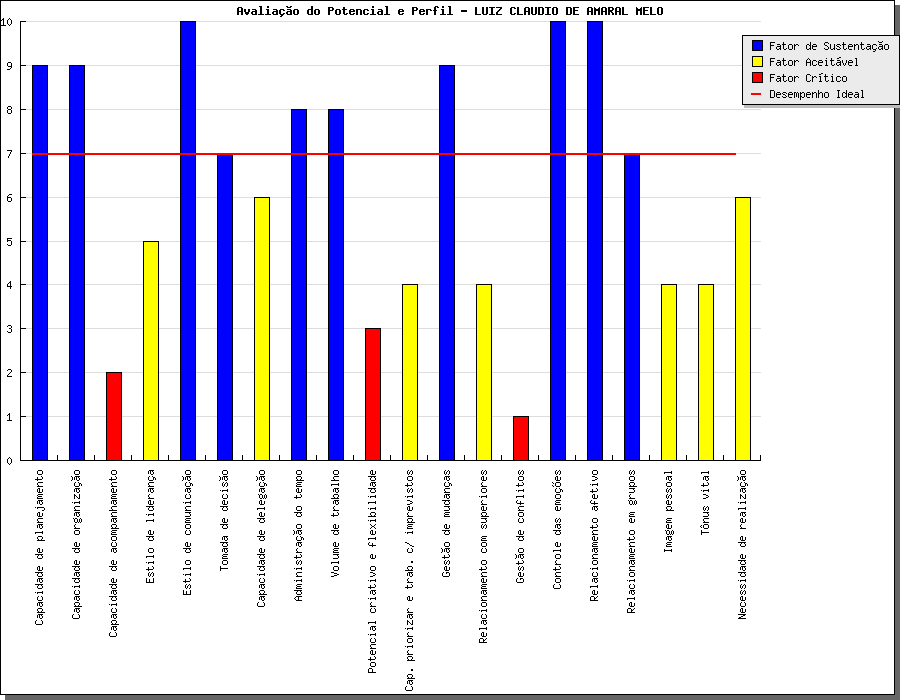 Avaliação do Potencial e Perfil - LUIZ CLAUDIO DE AMARAL MELO
Fator de Sustentação
Fator Aceitável
Fator Crítico
Desempenho Ideal
10
9
8
7
6
5
4
3
2
1
0
Capacidade de planejamento
Capacidade de organização
Capacidade de acompanhamento
Estilo de liderança
Estilo de comunicação
Tomada de decisão
Capacidade de delegação
Administração do tempo
Volume de trabalho
Potencial criativo e flexibilidade
Cap. priorizar e trab. c/ imprevistos
Gestão de mudanças
Relacionamento com superiores
Gestão de conflitos
Controle das emoções
Relacionamento afetivo
Relacionamento em grupos
Imagem pessoal
Tônus vital
Necessidade de realização